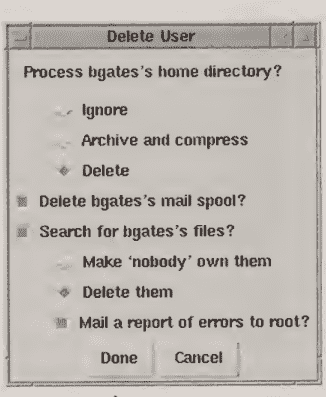 Delete User
Process bgates's home directory?
Ignore
Archive and compress
Delete
Delete bgates's mail spool?
Search for bgates's files?
Make 'nobody' own them
Delete them
Mail a report of errors to root?
Done Cancel